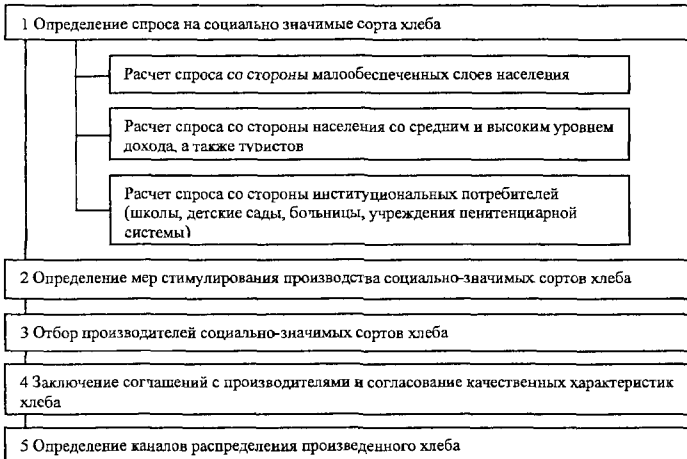 1 Определение спроса на социально значимые сорта хлеба
Расчет спроса со стороны малообеспеченных слоев населения
Расчет спроса со стороны населения со средним и высоким уровнем
дохода, а также туристов
Расчет спроса со стороны институциональных потребителей
(школы, детские сады, больницы, учреждения пенитенциарной
системы)
2 Определение мер стимулирования производства социально-значимых сортов хлеба
3 Отбор производителей социально-значимых сортов хлеба
4 Заключение соглашений с производителями и согласование качественных характеристик
хлеба
5 Определение каналов распределения произведенного хлеба